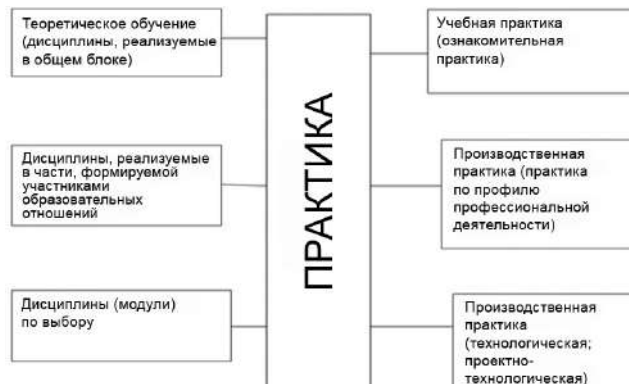 Теоретическое обучение
(дисциплины, реализуемые
в общем блоке)
Дисциплины, реализуемые
в части, формируемой
участниками
образовательных
отношений
Дисциплины (модули)
по выбору
ПРАКТИКА
Учебная практика
(ознакомительная
практика)
Производственная
практика (практика
по профилю
профессиональной
деятельности)
Производственная
практика
(технологическая;
проектно-
технологическая)